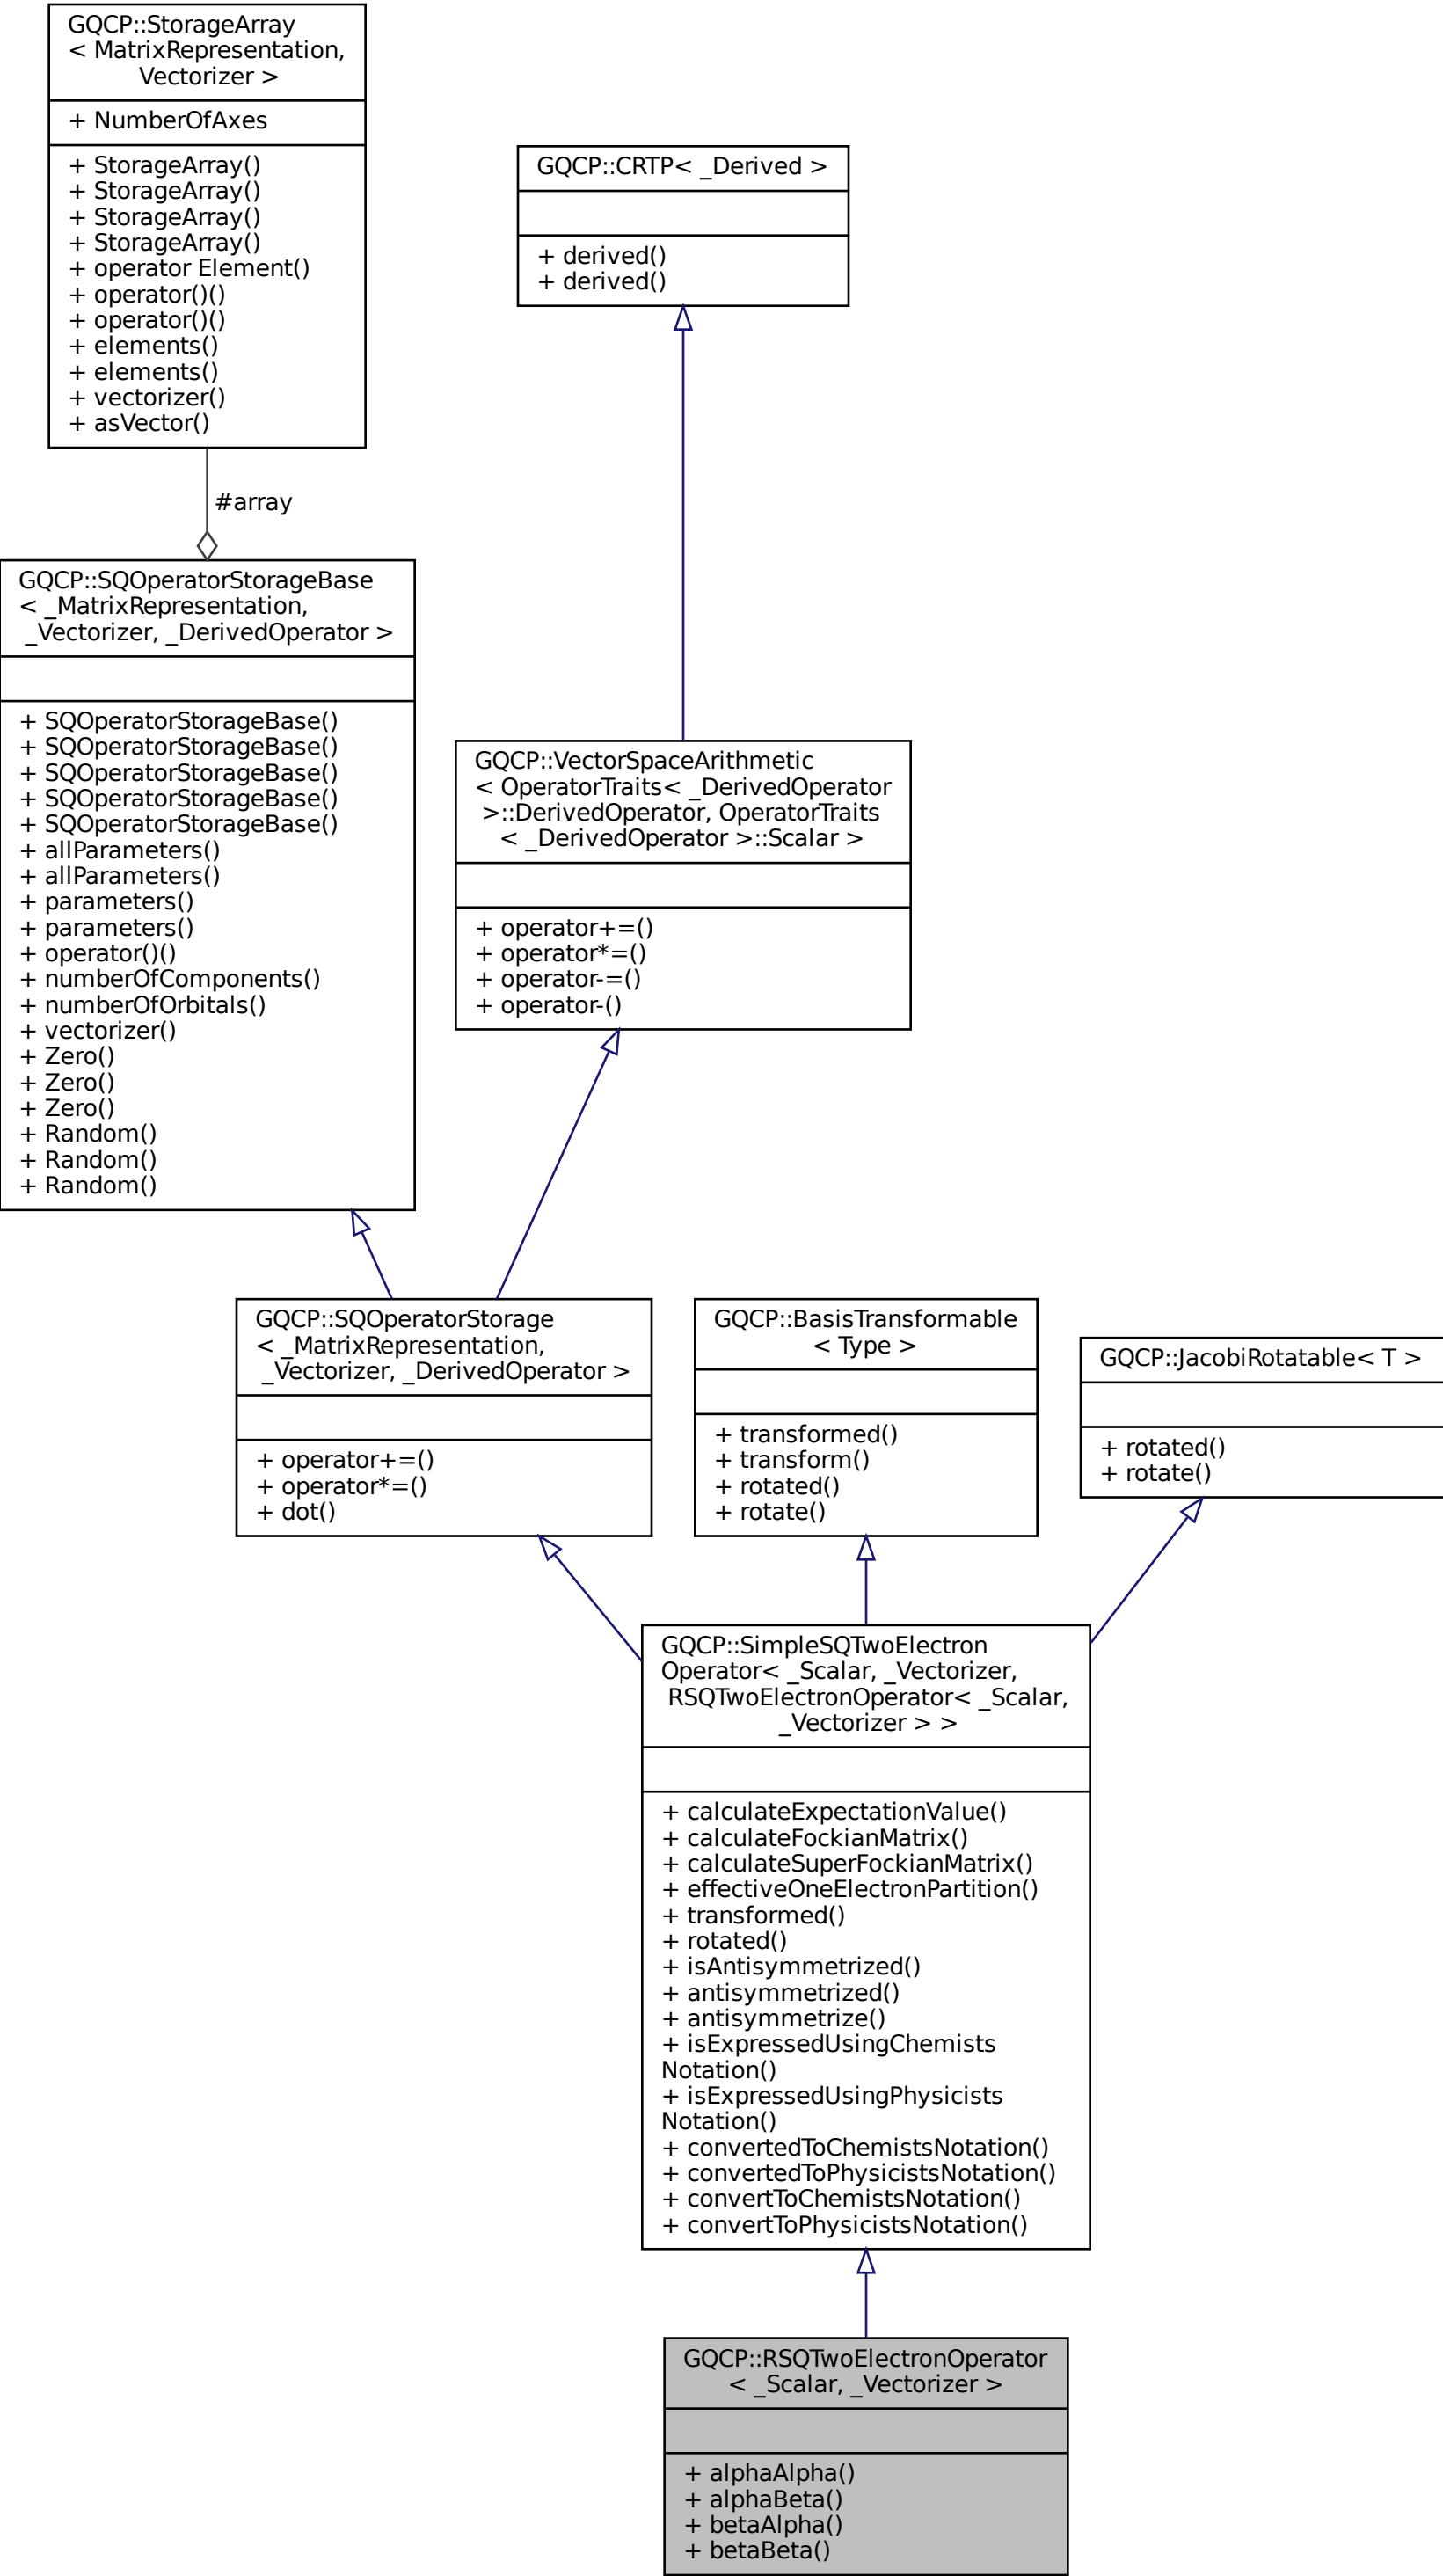 GQCP::StorageArray
< MatrixRepresentation,
Vectorizer >
+ NumberOfAxes
+ StorageArray()
+ StorageArray()
+ StorageArray()
+ StorageArray()
+ operator Element()
+ operator()()
+ operator()()
+ elements()
+ elements()
+ vectorizer()
+ asVector()
GQCP::CRTP< _Derived >
+ derived()
+ derived()
#array
GQCP::SQOperatorStorageBase
< _MatrixRepresentation,
_Vectorizer, _DerivedOperator >
+ SQOperatorStorageBase()
+ SQOperatorStorageBase()
+ SQOperatorStorageBase()
+ SQOperatorStorageBase()
+ SQOperatorStorageBase()
+ allParameters()
+ allParameters()
+ parameters()
+ parameters()
+ operator()()
+ numberOfComponents()
+ numberOfOrbitals()
+ vectorizer()
+ Zero()
+ Zero()
+ Zero()
+ Random()
+ Random()
+ Random()
GQCP::VectorSpaceArithmetic
< OperatorTraits< _DerivedOperator
>::DerivedOperator, OperatorTraits
< _DerivedOperator >::Scalar >
+ operator+=()
+ operator*=()
+ operator-=()
+ operator-()
GQCP::SQOperatorStorage
< _MatrixRepresentation,
_Vectorizer, _DerivedOperator >
+ operator+=()
+ operator*=()
+ dot()
GQCP::BasisTransformable
< Type >
+ transformed()
+ transform()
+ rotated()
+ rotate()
GQCP::JacobiRotatable< T >
+ rotated()
+ rotate()
GQCP::SimpleSQTwoElectron
Operator< _Scalar, _Vectorizer,
RSQTwoElectronOperator< _Scalar,
_Vectorizer > >
+ calculateExpectationValue()
+ calculateFockianMatrix()
+ calculateSuperFockianMatrix()
+ effectiveOneElectronPartition()
+ transformed()
+ rotated()
+ isAntisymmetrized()
+ antisymmetrized()
+ antisymmetrize()
+ isExpressedUsingChemists
Notation()
+ isExpressedUsingPhysicists
Notation()
+ convertedToChemistsNotation()
+ convertedToPhysicistsNotation()
+ convertToChemistsNotation()
+ convertToPhysicistsNotation()
GQCP::RSQTwoElectronOperator
< _Scalar, _Vectorizer >
+ alphaAlpha()
+ alphaBeta()
+ betaAlpha()
+ betaBeta()